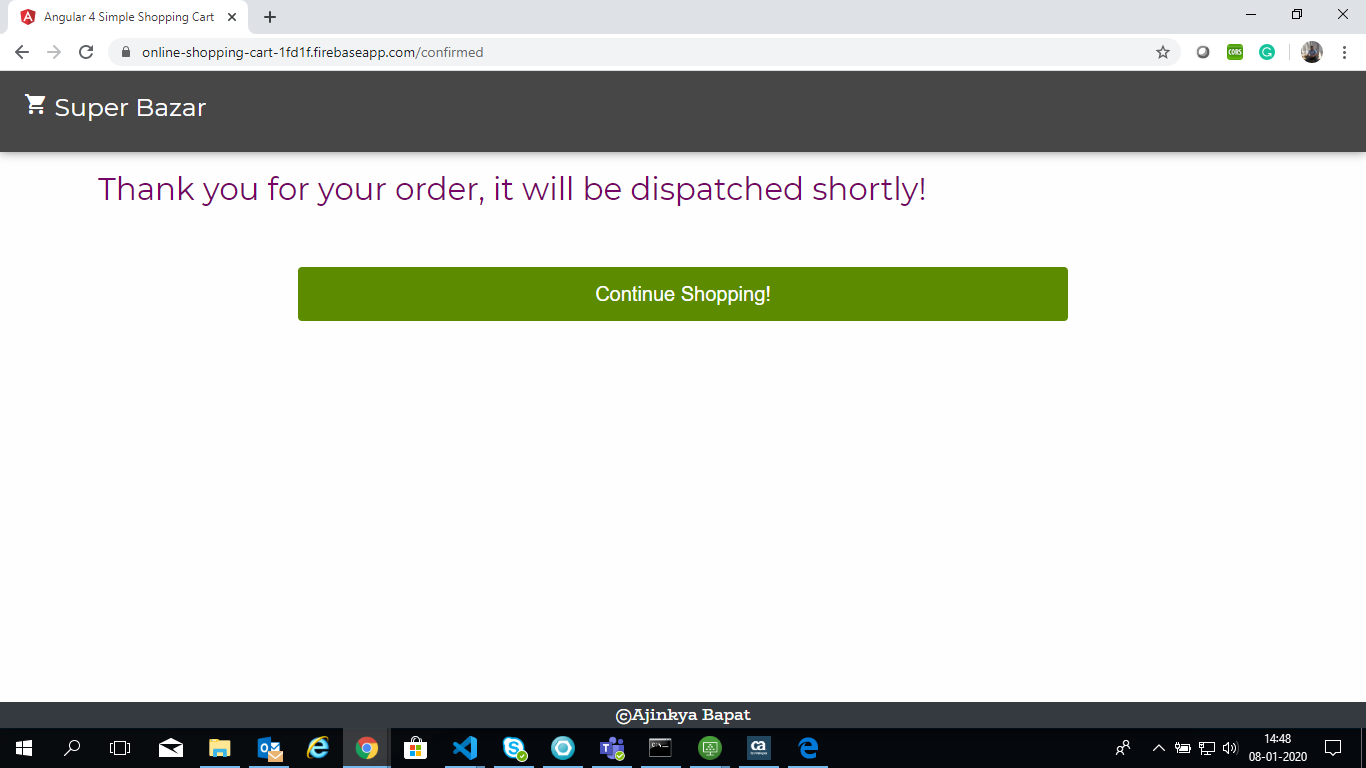 Angular 4 Simple Shopping Cart
online-shopping-cart-1fd1f.firebaseapp.com/confirmed
CORS
Super Bazar
Thank you for your order, it will be dispatched shortly!
Continue Shopping!
©Ajinkya Bapat
14:48
08-01-2020